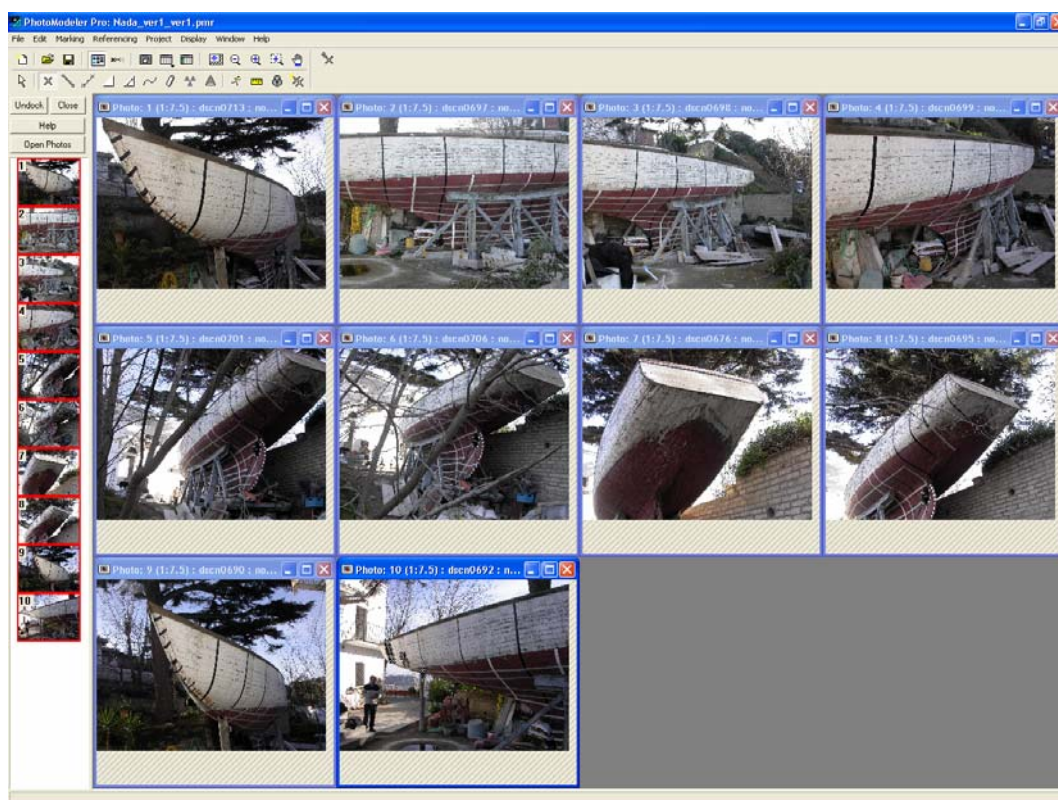 PhotoModeler Pro: Nada_ver1_ver1.pmr
File Edit Marking Referencing Project Display Window Help
Undock Close
Help
Open Photos
1
2
3
4
5
6
7
8
9
10
Photo: 1 (1:7.5) : dscn0713 : no...
Photo: 2 (1:7.5) : dscn0697 : no...
Photo: 3 (1:7.5) : dscn0698 : no...
Photo: 4 (1:7.5) : dscn0699 : no...
Photo: 5 (1:7.5) : dscn0701 : no...
Photo: 6 (1:7.5) : dscn0706 : no...
Photo: 7 (1:7.5) : dscn0676 : no...
Photo: 8 (1:7.5) : dscn0695 : no...
Photo: 9 (1:7.5) : dscn0690 : no...
Photo: 10 (1:7.5) : dscn0692 : n...